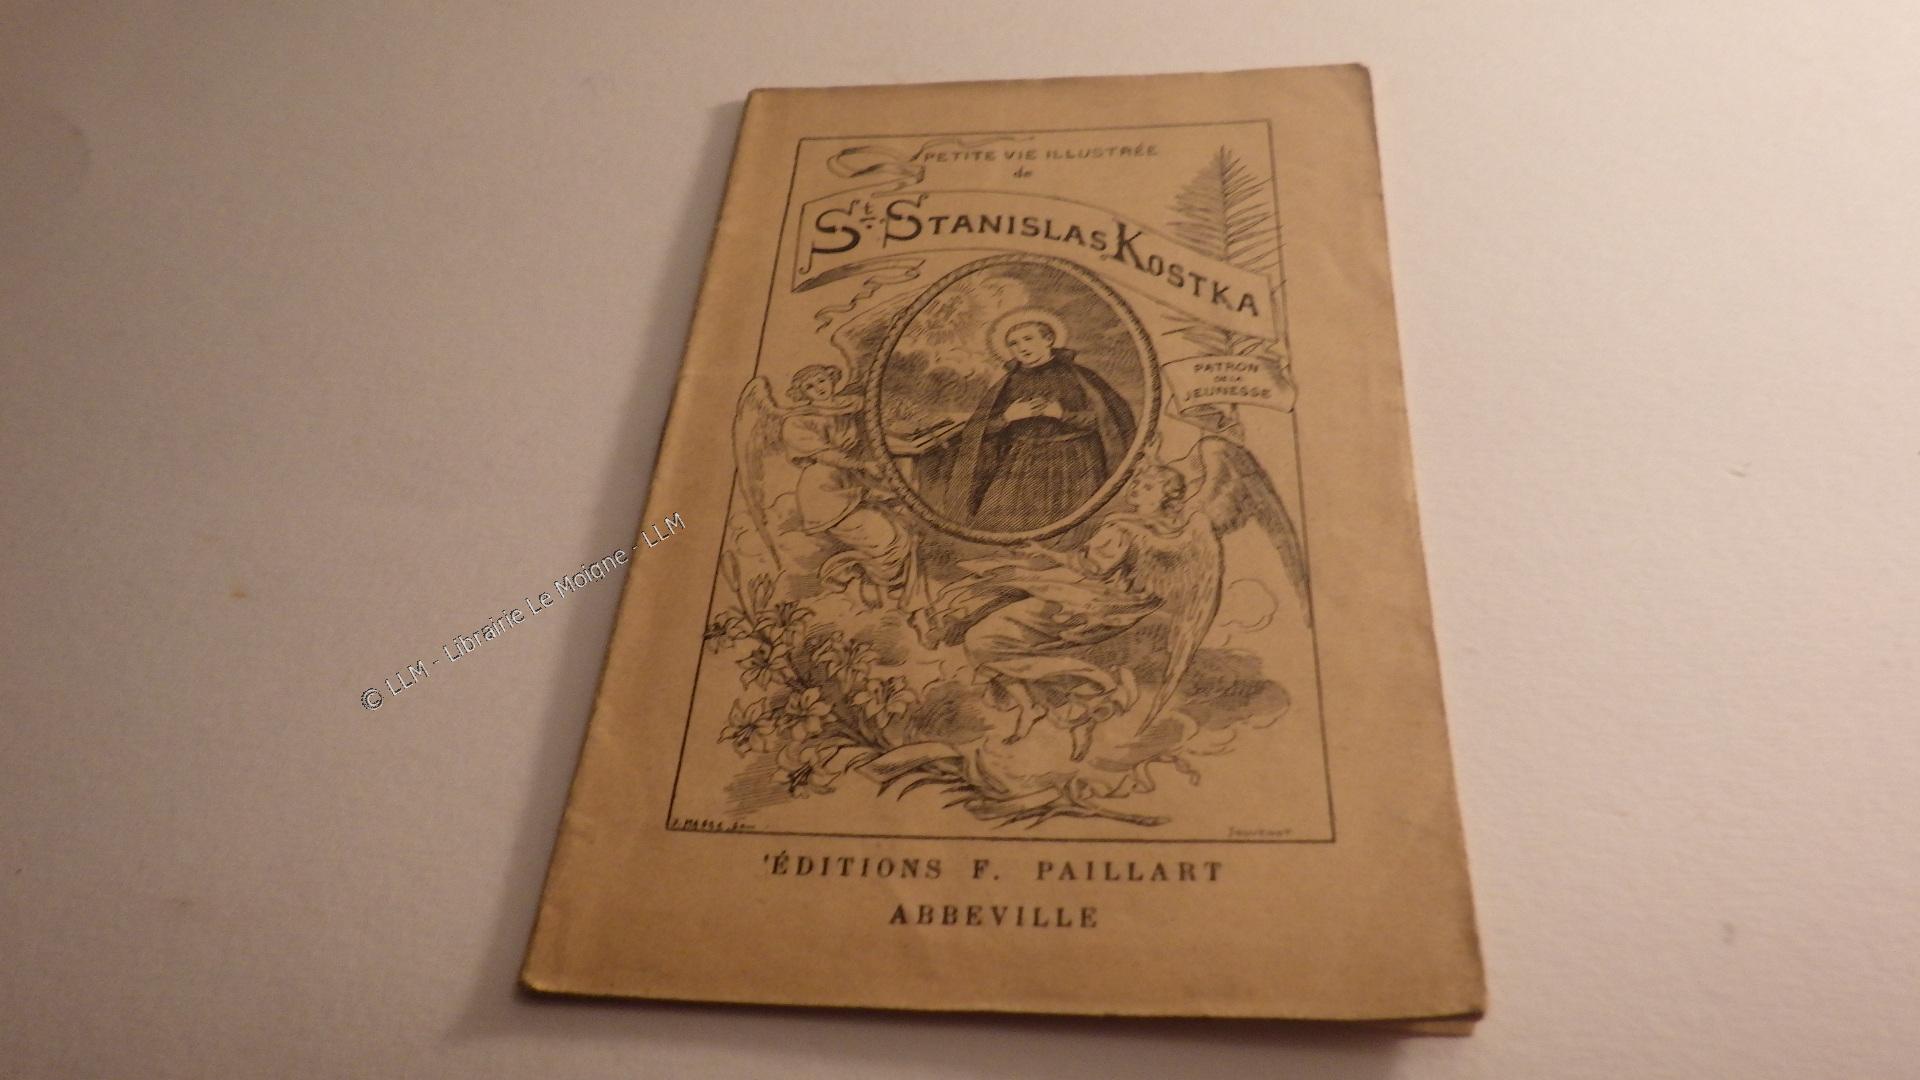 PETITE VIE ILLUSTRÉE
de
St. STANISLAS KOSTKA
PATRON
DE LA
JEUNESSE
ÉDITIONS F. PAILLART
ABBEVILLE
© LLM - Librairie Le Moigne - LLM